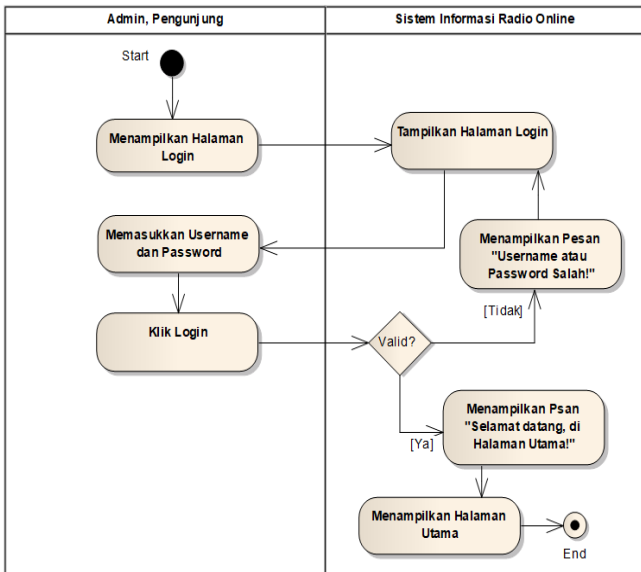 Admin, Pengunjung
Sistem Informasi Radio Online
Start
Menampilkan Halaman
Login
Tampilkan Halaman Login
Memasukkan Username
dan Password
Menampilkan Pesan
"Username atau
Password Salah!"
[Tidak]
Klik Login
Valid?
Menampilkan Psan
"Selamat datang, di
Halaman Utama!"
[Ya]
Menampilkan Halaman
Utama
End